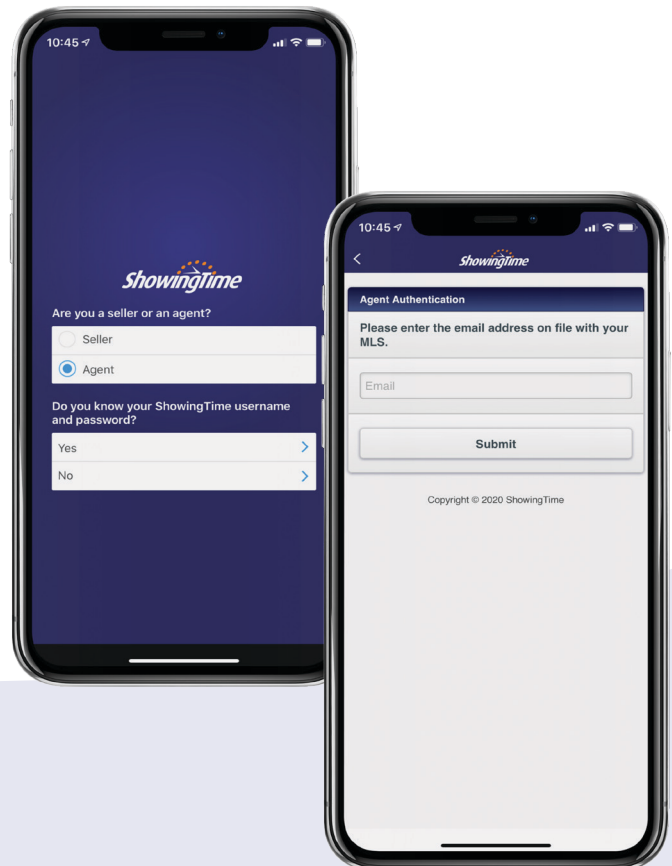 10:45
ShowingTime
Are you a seller or an agent?
Seller
Agent
Do you know your ShowingTime username
and password?
Yes
No
10:45
ShowingTime
Agent Authentication
Please enter the email address on file with your
MLS.
Email
Submit
Copyright © 2020 ShowingTime